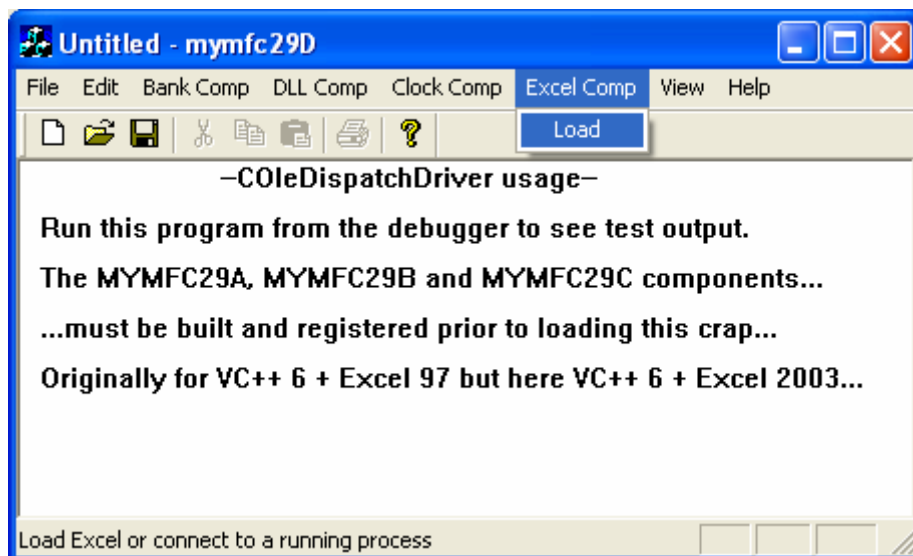 Untitled - mymfc29D
File Edit Bank Comp DLL Comp Clock Comp Excel Comp View Help
Load
–COleDispatchDriver usage–
Run this program from the debugger to see test output.
The MYMFC29A, MYMFC29B and MYMFC29C components...
...must be built and registered prior to loading this crap...
Originally for VC++ 6 + Excel 97 but here VC++ 6 + Excel 2003...
Load Excel or connect to a running process